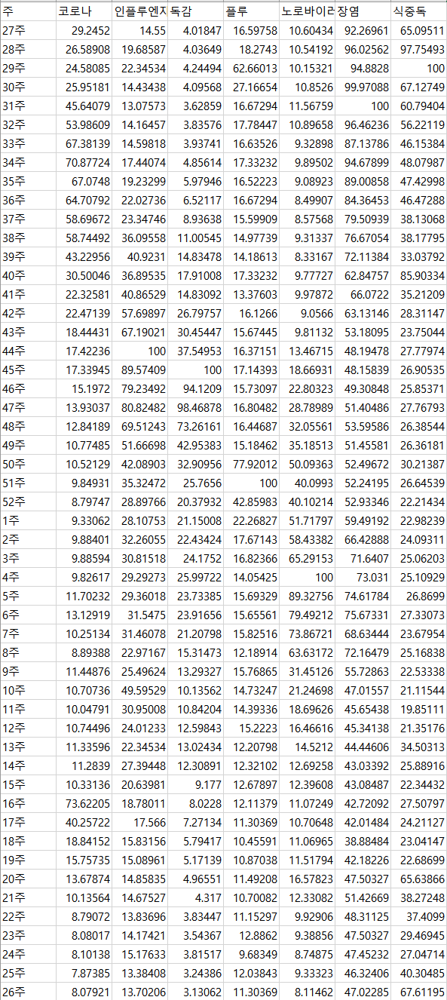 주 코로나 인플루엔자 독감 플루 노로바이러 장염 식중독
27주 29.2452 14.55 4.01847 16.59758 10.60434 92.26961 65.09511
28주 26.58908 19.68587 4.03649 18.2743 10.54192 96.02562 97.75493
29주 24.58085 22.34534 4.24494 62.66013 10.15321 94.8828 100
30주 25.95181 14.43438 4.09568 27.16654 10.8526 99.97088 67.12749
31주 45.64079 13.07573 3.62859 16.67294 11.56759 100 60.79404
32주 53.98609 14.16457 3.83576 17.78447 10.89658 96.46236 56.22119
33주 67.38139 14.59818 3.93741 16.63526 9.32898 87.13786 46.15384
34주 70.87724 17.44074 4.85614 17.33232 9.89502 94.67899 48.07987
35주 67.0748 19.23299 5.97946 16.52223 9.08923 89.00858 47.42998
36주 64.70792 22.02736 6.52117 16.67294 8.49907 84.36453 46.47288
37주 58.69672 23.34746 8.93638 15.59909 8.57568 79.50939 38.13068
38주 58.74492 36.09558 11.00545 14.97739 9.31337 76.67054 38.17795
39주 43.22956 40.9231 14.83478 14.18613 8.33167 72.11384 33.03792
40주 30.50046 36.89535 17.91008 17.33232 9.77727 62.84757 85.90334
41주 22.32581 40.86529 14.83092 13.37603 9.97872 66.0722 35.21209
42주 22.47139 57.69897 26.79757 16.1266 9.0566 63.13146 28.31147
43주 18.44431 67.19021 30.45447 15.67445 9.81132 53.18095 23.75044
44주 17.42236 100 37.54953 16.37151 13.46715 48.19478 27.77974
45주 17.33945 89.57409 100 17.14393 18.66931 48.15839 26.90535
46주 15.1972 79.23492 94.1209 15.73097 22.80323 49.30848 25.85371
47주 13.93037 80.82482 98.46878 16.80482 28.78989 51.40486 27.76793
48주 12.84189 69.51243 73.26161 16.44687 32.05561 53.59586 26.38544
49주 10.77485 51.66698 42.95383 15.18462 35.18513 51.45581 26.36181
50주 10.52129 42.08903 32.90956 77.92012 50.09363 52.49672 30.21387
51주 9.84931 35.32472 25.7656 100 40.0993 52.24195 26.64539
52주 8.79747 28.89766 20.37932 42.85983 40.10214 52.93346 22.21434
1주 9.33062 28.10753 21.15008 22.26827 51.71797 59.49192 22.98239
2주 9.88401 32.26055 22.43424 17.67143 58.43382 66.42888 24.09311
3주 9.88594 30.81518 24.1752 16.82366 65.29153 71.6407 25.06203
4주 9.82617 29.29273 25.99722 14.05425 100 73.031 25.10929
5주 11.70232 29.36018 23.73385 15.69329 89.32756 74.61784 26.8699
6주 13.12919 31.5475 23.91656 15.65561 79.49212 75.67331 27.33073
7주 10.25134 31.46078 21.20798 15.82516 73.86721 68.63444 23.67954
8주 8.89388 22.97167 15.31473 12.18914 63.63172 72.16479 25.16838
9주 11.44876 25.49624 13.29327 15.76865 31.45126 55.72863 22.53338
10주 10.70736 49.59529 10.13562 14.73247 21.24698 47.01557 21.11544
11주 10.04791 30.95008 10.84204 14.39336 18.69626 45.65438 19.85111
12주 10.74496 24.01233 12.59843 15.2223 16.46616 45.34138 21.35176
13주 11.33596 22.34534 13.02434 12.20798 14.5212 44.44606 34.50313
14주 11.2839 27.39448 12.30891 12.32102 12.69258 43.03392 25.88916
15주 10.33136 20.63981 9.177 12.67897 12.39608 43.08487 22.34432
16주 73.62205 18.78011 8.0228 12.11379 11.07249 42.72092 27.50797
17주 40.25722 17.566 7.27134 11.30369 10.70648 42.01484 24.21127
18주 18.84152 15.83156 5.79417 10.45591 11.06965 38.88484 23.04147
19주 15.75735 15.08961 5.17139 10.87038 11.51794 42.18226 22.68699
20주 13.67874 14.85835 4.96551 11.49208 16.57823 47.50327 65.63866
21주 10.13564 14.67527 4.317 10.70082 12.33082 51.42669 38.27248
22주 8.79072 13.83696 3.83447 11.15297 9.92906 48.31125 37.4099
23주 8.08017 14.17421 3.54367 12.8862 9.38856 47.50327 29.46945
24주 8.10138 15.17633 3.81517 9.68349 8.74875 47.45232 27.04714
25주 7.87385 13.38408 3.24386 12.03843 9.33323 46.32406 40.30485
26주 8.07921 13.70206 3.13062 11.30369 8.11462 47.02285 67.61195